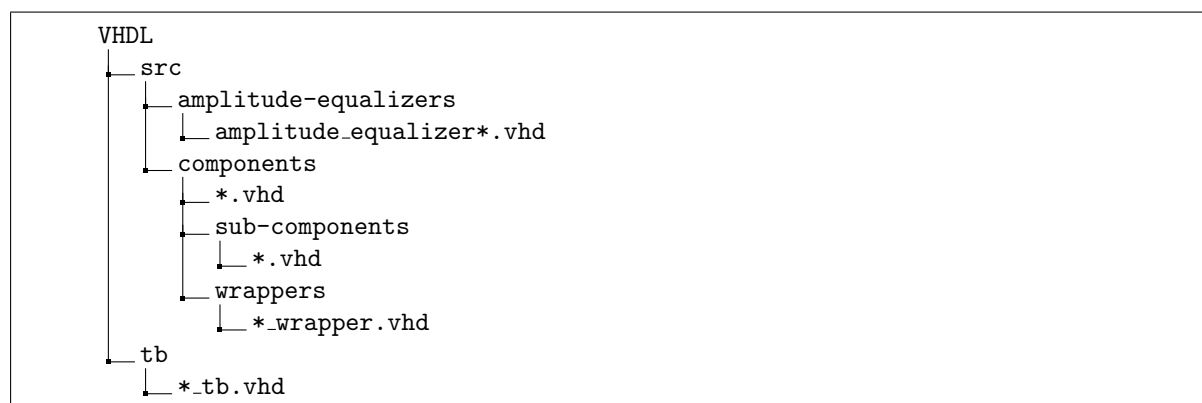 VHDL
src
amplitude-equalizers
amplitude_equalizer*.vhd
components
*.vhd
sub-components
*.vhd
wrappers
*_wrapper.vhd
tb
*_tb.vhd